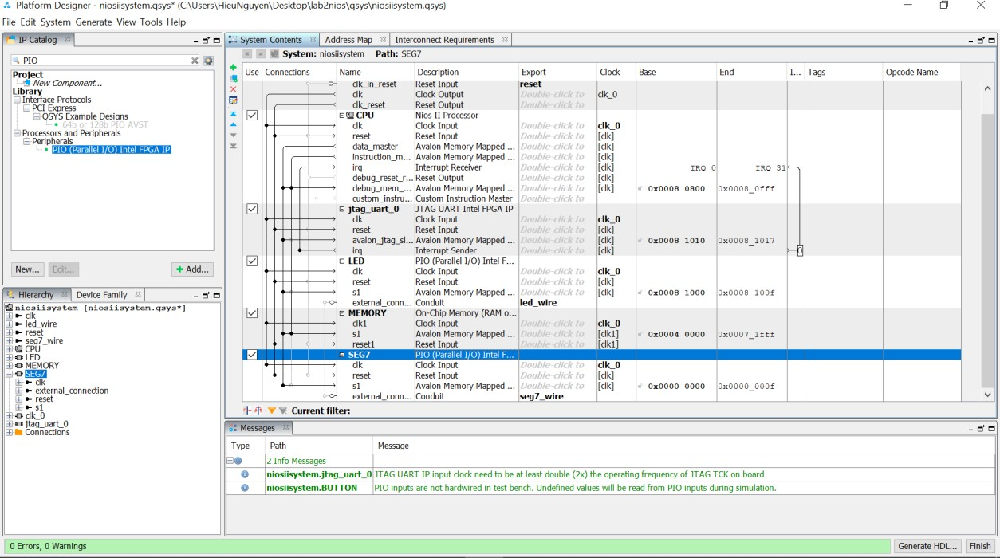 Platform Designer - niosiisystem.qsys* (C:\Users\HieuNguyen\Desktop\lab2nios\qsys\niosiisystem.qsys)
File Edit System Generate View Tools Help
IP Catalog
PIO
Project
New Component...
Library
Interface Protocols
PCI Express
QSYS Example Designs
64b or 128b PIO AVST
Processors and Peripherals
Peripherals
PIO (Parallel I/O) Intel FPGA IP
New... Edit... Add...
Hierarchy Device Family
niosiisystem [niosiisystem.qsys*]
clk
led_wire
reset
seg7_wire
CPU
LED
MEMORY
SEG7
clk
external_connection
reset
s1
clk_0
jtag_uart_0
Connections
System Contents Address Map Interconnect Requirements
System: niosiisystem Path: SEG7
Use Connections Name Description Export Clock Base End I... Tags Opcode Name
clk_in_reset Reset Input reset
clk Clock Output Double-click to clk_0
clk_reset Reset Output Double-click to
CPU Nios II Processor
clk Clock Input Double-click to clk_0
reset Reset Input Double-click to [clk]
data_master Avalon Memory Mapped ... Double-click to [clk]
instruction_m... Avalon Memory Mapped ... Double-click to [clk]
irq Interrupt Receiver Double-click to [clk] IRQ 0 IRQ 31
debug_reset_r... Reset Output Double-click to [clk]
debug_mem_... Avalon Memory Mapped ... Double-click to [clk] 0x0008 0800 0x0008_0fff
custom_instru... Custom Instruction Master Double-click to
jtag_uart_0 JTAG UART Intel FPGA IP
clk Clock Input Double-click to clk_0
reset Reset Input Double-click to [clk]
avalon_jtag_sl... Avalon Memory Mapped ... Double-click to [clk] 0x0008 1010 0x0008_1017
irq Interrupt Sender Double-click to [clk] 0
LED PIO (Parallel I/O) Intel F...
clk Clock Input Double-click to clk_0
reset Reset Input Double-click to [clk]
s1 Avalon Memory Mapped ... Double-click to [clk] 0x0008 1000 0x0008_100f
external_conn... Conduit led_wire
MEMORY On-Chip Memory (RAM o...
clk1 Clock Input Double-click to clk_0
s1 Avalon Memory Mapped ... Double-click to [clk1] 0x0004 0000 0x0007_1fff
reset1 Reset Input Double-click to [clk1]
SEG7 PIO (Parallel I/O) Intel F...
clk Clock Input Double-click to clk_0
reset Reset Input Double-click to [clk]
s1 Avalon Memory Mapped ... Double-click to [clk] 0x0000 0000 0x0000_000f
external_conn... Conduit seg7_wire
Current filter:
Messages
Type Path Message
2 Info Messages
niosiisystem.jtag_uart_0 JTAG UART IP input clock need to be at least double (2x) the operating frequency of JTAG TCK on board
niosiisystem.BUTTON PIO inputs are not hardwired in test bench. Undefined values will be read from PIO inputs during simulation.
0 Errors, 0 Warnings
Generate HDL... Finish